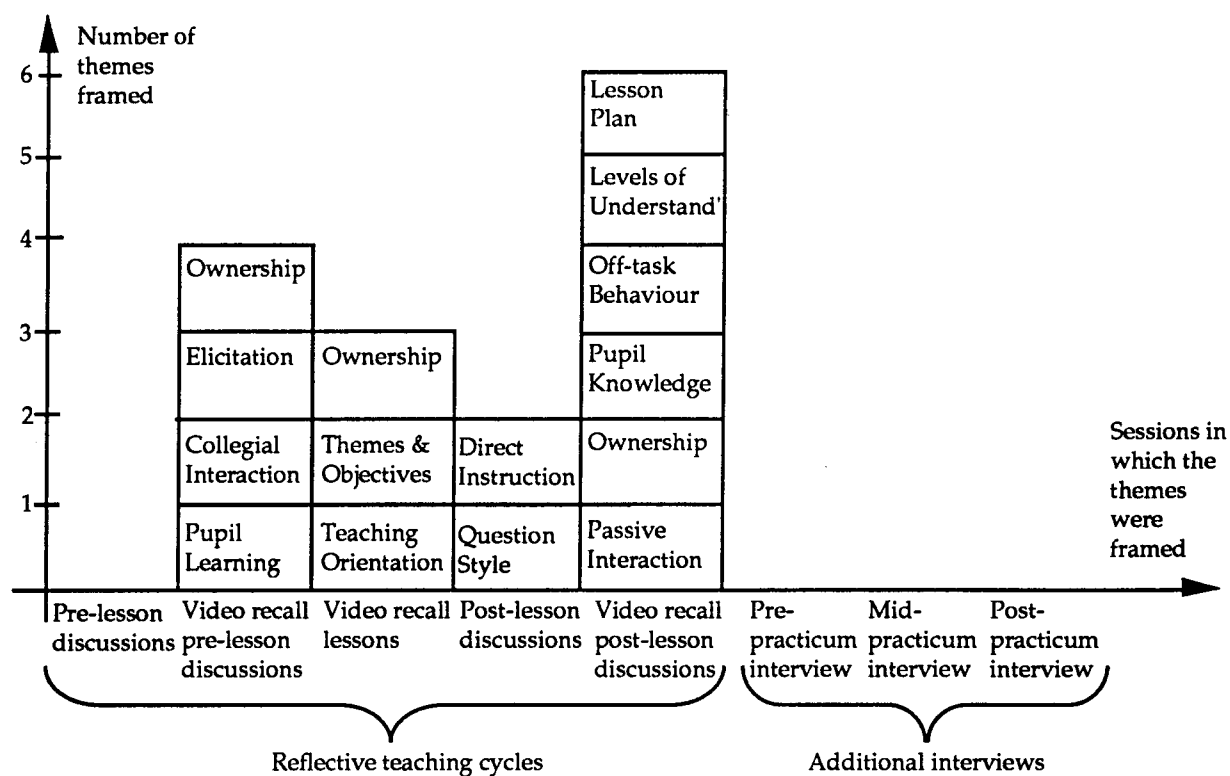 Number of
themes
framed
6
5
4
3
2
1
Lesson
Plan
Levels of
Understand'
Off-task
Behaviour
Pupil
Knowledge
Ownership
Passive
Interaction
Ownership
Elicitation
Collegial
Interaction
Pupil
Learning
Ownership
Themes &
Objectives
Teaching
Orientation
Direct
Instruction
Question
Style
Sessions in
which the
themes
were
framed
Pre-lesson
discussions
Video recall
pre-lesson
discussions
Video recall
lessons
Post-lesson
discussions
Video recall
post-lesson
discussions
Pre-
practicum
interview
Mid-
practicum
interview
Post-
practicum
interview
Reflective teaching cycles
Additional interviews